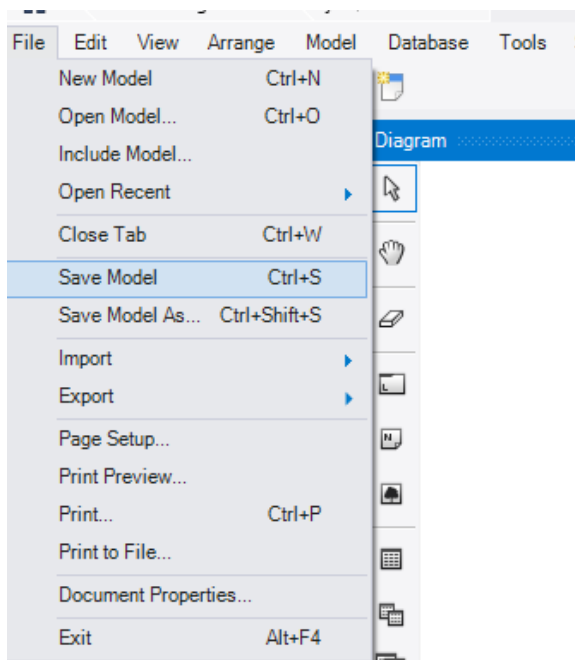 File Edit View Arrange Model Database Tools
New Model Ctrl+N
Open Model... Ctrl+O
Include Model...
Open Recent
Close Tab Ctrl+W
Save Model Ctrl+S
Save Model As... Ctrl+Shift+S
Import
Export
Page Setup...
Print Preview...
Print... Ctrl+P
Print to File...
Document Properties...
Exit Alt+F4
Diagram